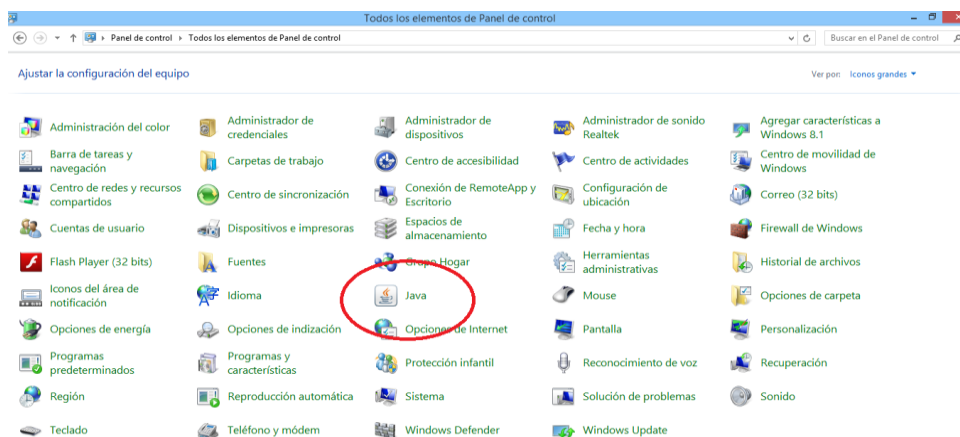 Todos los elementos de Panel de control
Panel de control Todos los elementos de Panel de control
Buscar en el Panel de control
Ajustar la configuración del equipo
Ver por: Iconos grandes
Administración del color
Administrador de
credenciales
Administrador de
dispositivos
Administrador de sonido
Realtek
Agregar características a
Windows 8.1
Barra de tareas y
navegación
Carpetas de trabajo
Centro de accesibilidad
Centro de actividades
Centro de movilidad de
Windows
Centro de redes y recursos
compartidos
Centro de sincronización
Conexión de RemoteApp y
Escritorio
Configuración de
ubicación
Correo (32 bits)
Cuentas de usuario
Dispositivos e impresoras
Espacios de
almacenamiento
Fecha y hora
Firewall de Windows
Flash Player (32 bits)
Fuentes
Grupo Hogar
Herramientas
administrativas
Historial de archivos
Iconos del área de
notificación
Idioma
Java
Mouse
Opciones de carpeta
Opciones de energía
Opciones de indización
Opciones de Internet
Pantalla
Personalización
Programas
predeterminados
Programas y
características
Protección infantil
Reconocimiento de voz
Recuperación
Región
Reproducción automática
Sistema
Solución de problemas
Sonido
Teclado
Teléfono y módem
Windows Defender
Windows Update